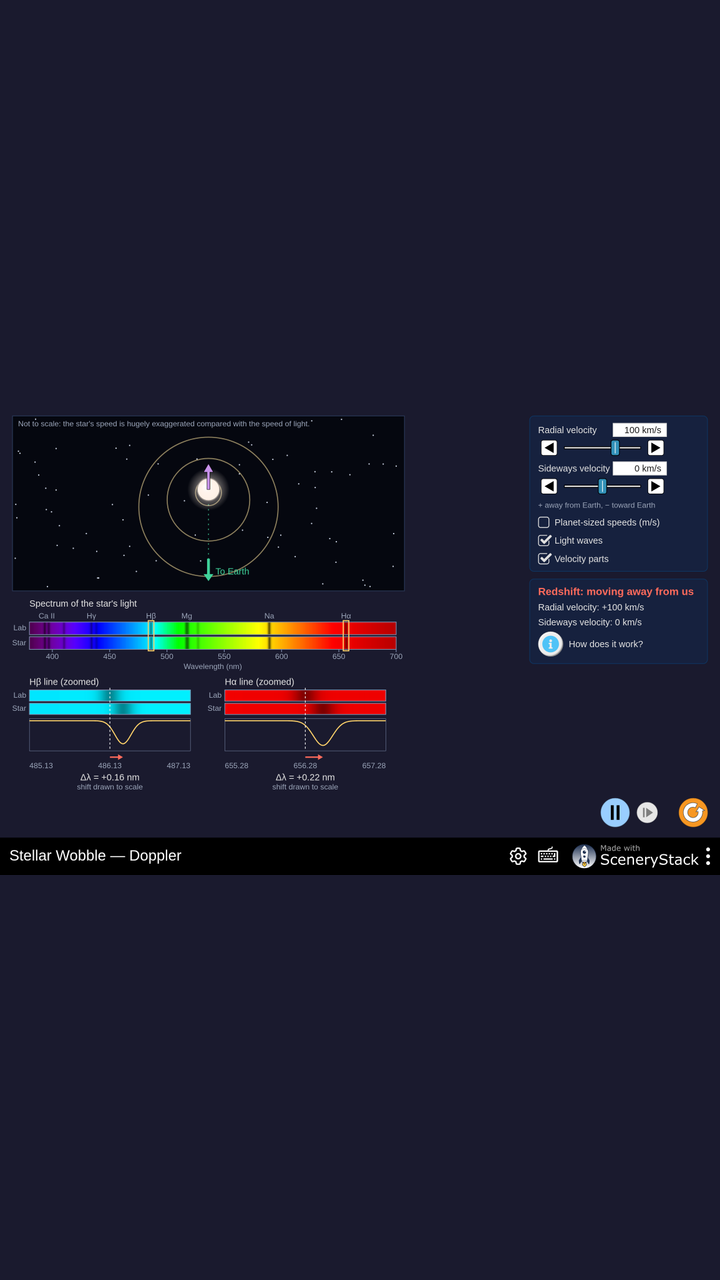 Not to scale: the star's speed is hugely exaggerated compared with the speed of light.
To Earth
Radial velocity 100 km/s
Sideways velocity 0 km/s
+ away from Earth, − toward Earth
Planet-sized speeds (m/s)
Light waves
Velocity parts
Redshift: moving away from us
Radial velocity: +100 km/s
Sideways velocity: 0 km/s
How does it work?
Spectrum of the star's light
Ca II Hγ Hβ Mg Na Hα
Lab
Star
400 450 500 550 600 650 700
Wavelength (nm)
Hβ line (zoomed)
Lab
Star
485.13 486.13 487.13
Δλ = +0.16 nm
shift drawn to scale
Hα line (zoomed)
Lab
Star
655.28 656.28 657.28
Δλ = +0.22 nm
shift drawn to scale
Stellar Wobble — Doppler
Made with
SceneryStack